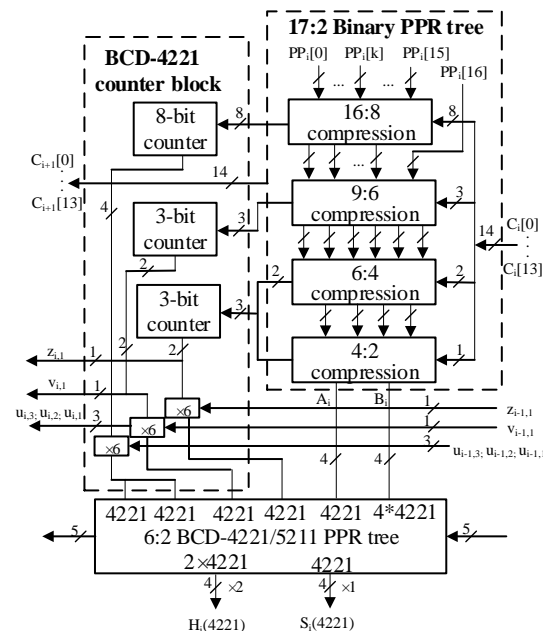 17:2 Binary PPR tree
BCD-4221
counter block
PPi[0] PPi[k] PPi[15]
PPi[16]
... ...
8-bit
counter
8
16:8
compression
8
Ci+1[0]
Ci+1[13]
14
...
4
9:6
compression
3
3-bit
counter
3
14
Ci[0]
Ci[13]
2
2
6:4
compression
2
3-bit
counter
3
4:2
compression
1
2
2
zi,1
1
vi,1
1
ui,3; ui,2; ui,1
3
×6
×6
×6
Ai
Bi
1
zi-1,1
1
vi-1,1
3
ui-1,3; ui-1,2; ui-1,1
4
4
4221 4221 4221 4221 4221 4*4221
6:2 BCD-4221/5211 PPR tree
2×4221
4221
5
5
4
×2
4
×1
Hi(4221)
Si(4221)